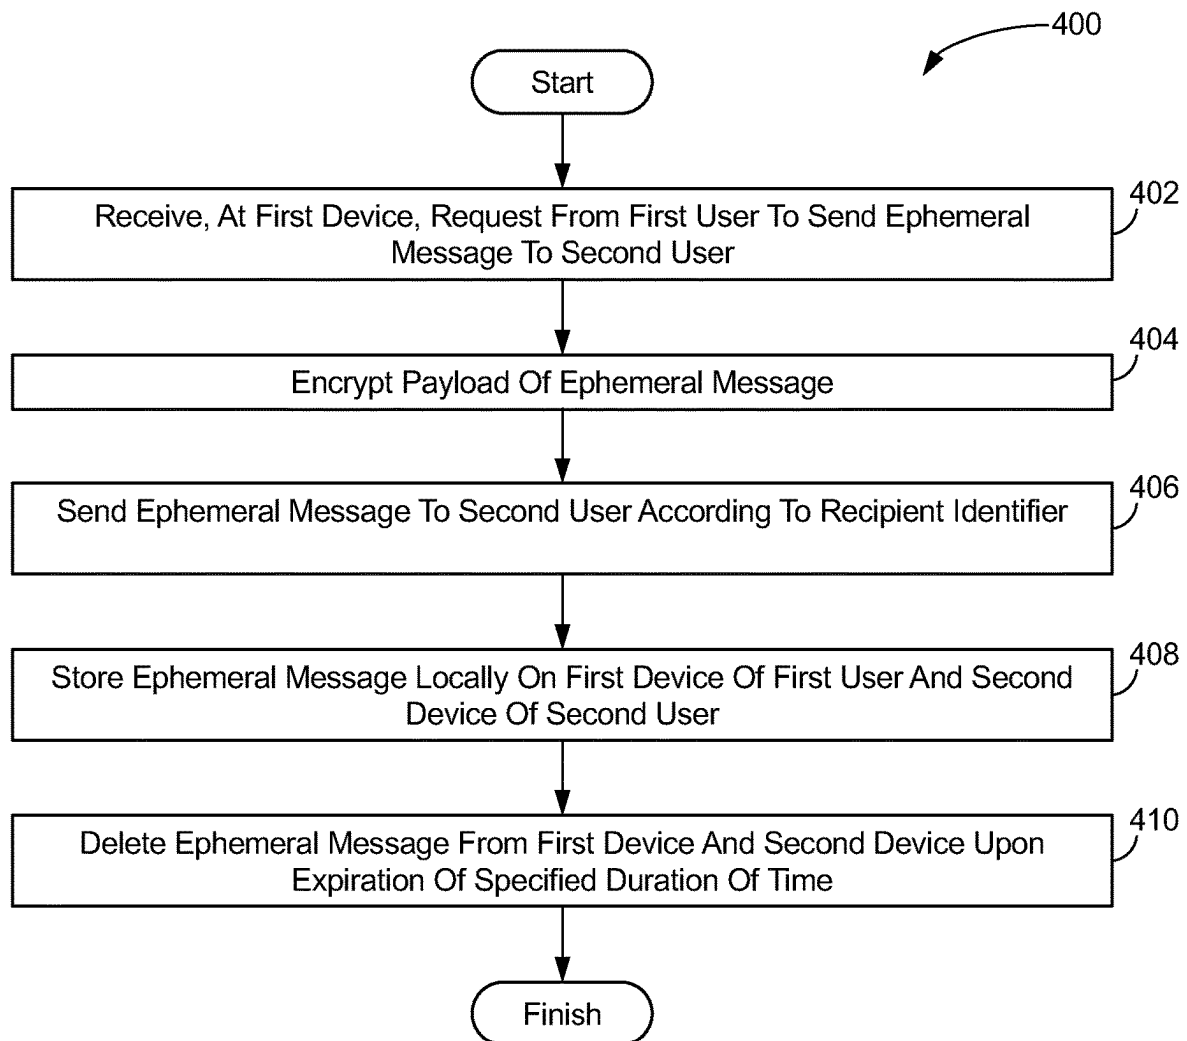 400
Start
402
Receive, At First Device, Request From First User To Send Ephemeral
Message To Second User
404
Encrypt Payload Of Ephemeral Message
406
Send Ephemeral Message To Second User According To Recipient Identifier
408
Store Ephemeral Message Locally On First Device Of First User And Second
Device Of Second User
410
Delete Ephemeral Message From First Device And Second Device Upon
Expiration Of Specified Duration Of Time
Finish